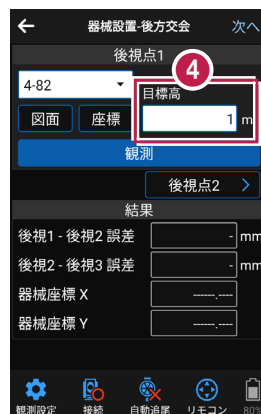 ← 器械設置-後方交会 次へ
後視点1
4
4-82
目標高
図面 座標 1 m
観測
後視点2 >
結果
後視1 - 後視2 誤差 - mm
後視2 - 後視3 誤差 - mm
器械座標 X ------.----
器械座標 Y ------.----
観測設定 接続 自動追尾 リモコン 80%